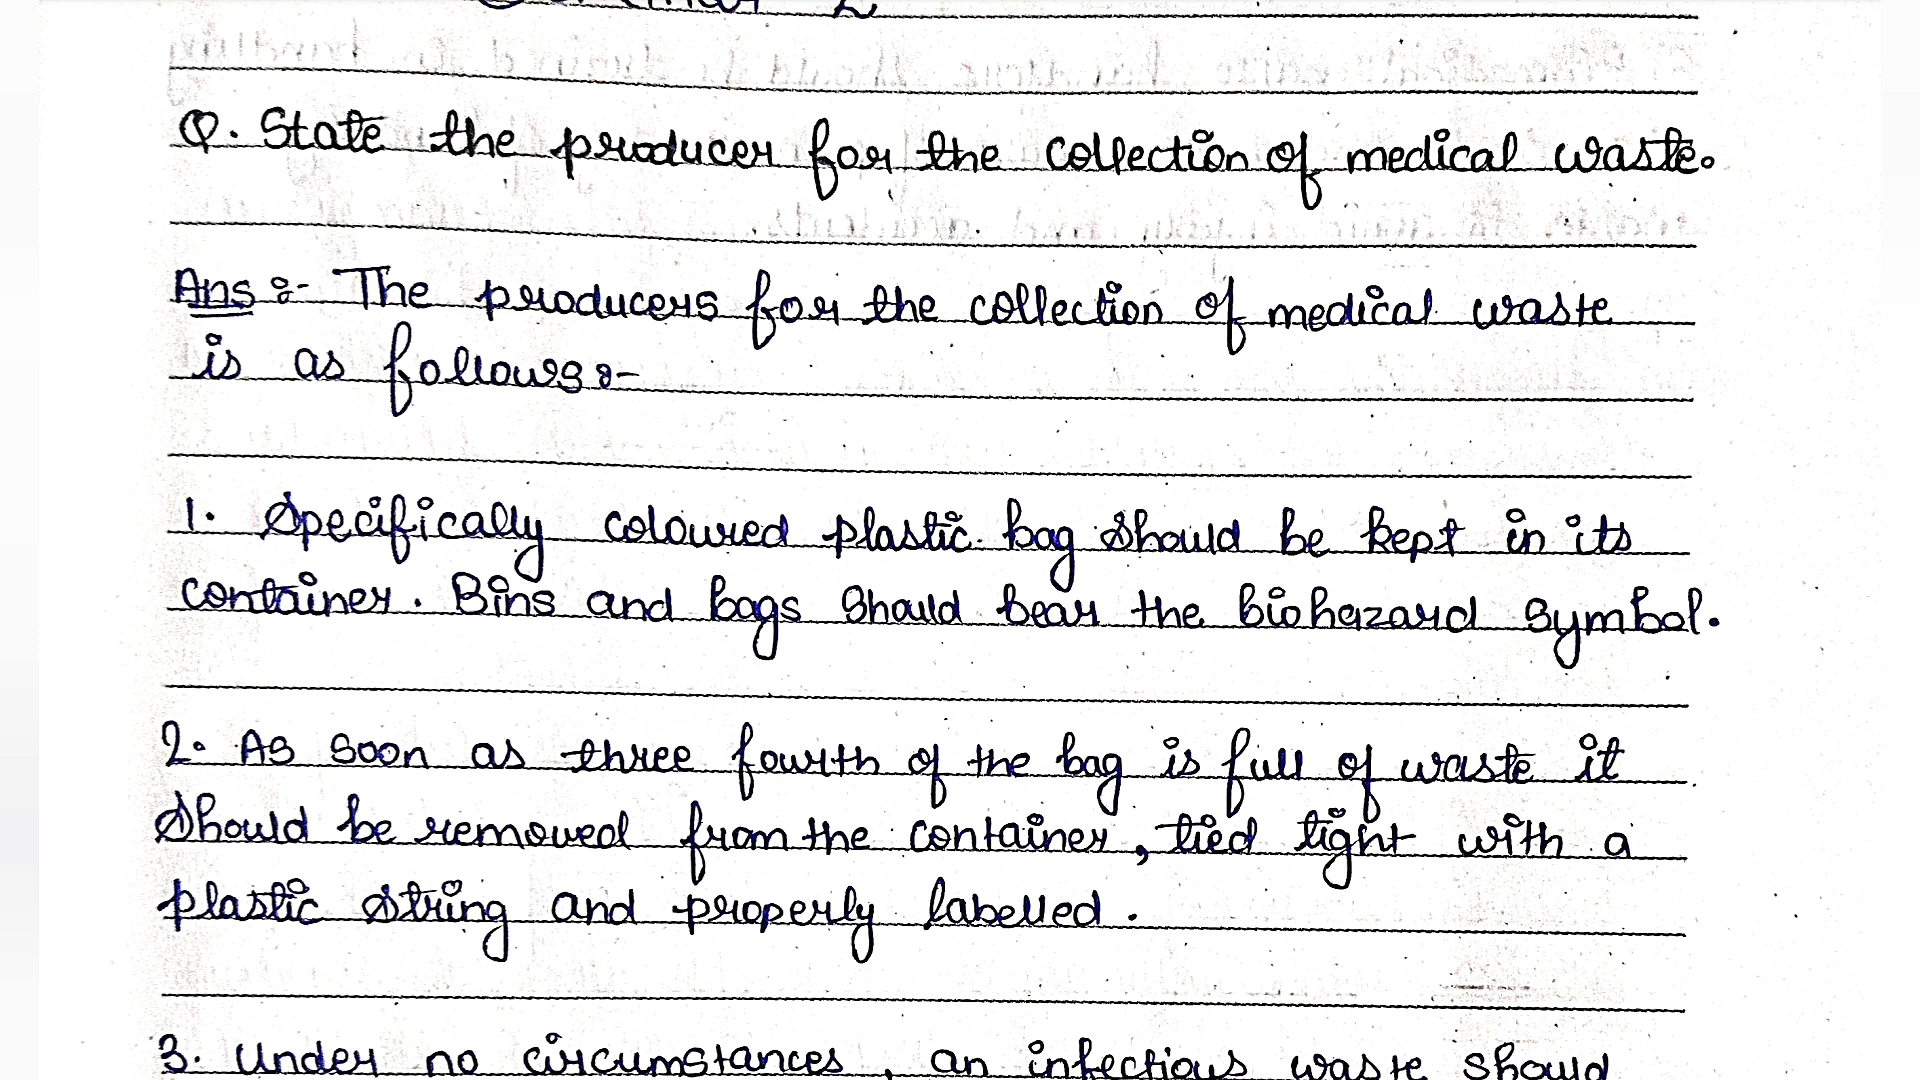 Q. State the producer for the collection of medical waste.
Ans :- The producers for the collection of medical waste
is as follows :-
1. Specifically coloured plastic bag should be kept in its
container. Bins and bags should bear the biohazard symbol.
2. As soon as three fourth of the bag is full of waste it
should be removed from the container, tied tight with a
plastic string and properly labelled.
3. Under no circumstances, an infectious waste should